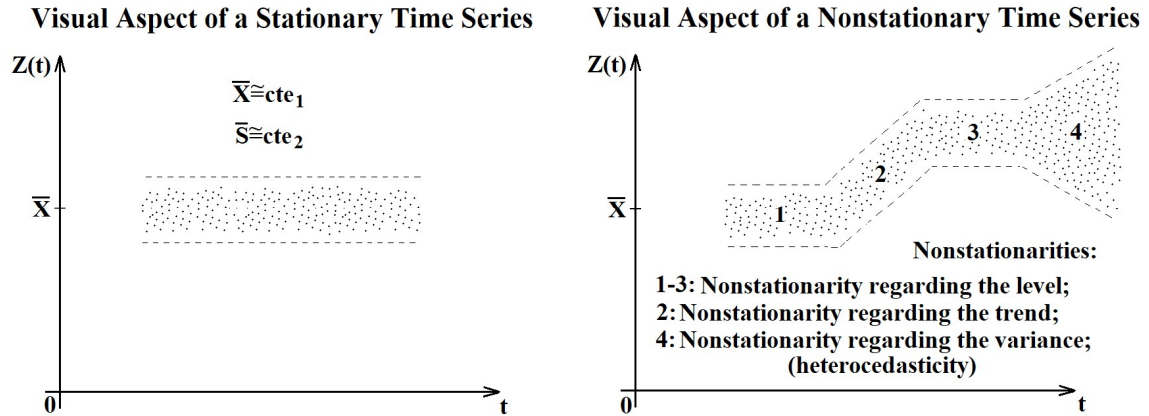 Visual Aspect of a Stationary Time Series
Z(t)
X̅≅cte₁
S̅≅cte₂
X̅
0
t
Visual Aspect of a Nonstationary Time Series
Z(t)
3
4
2
X̅
1
Nonstationarities:
1-3: Nonstationarity regarding the level;
2: Nonstationarity regarding the trend;
4: Nonstationarity regarding the variance;
(heterocedasticity)
0
t